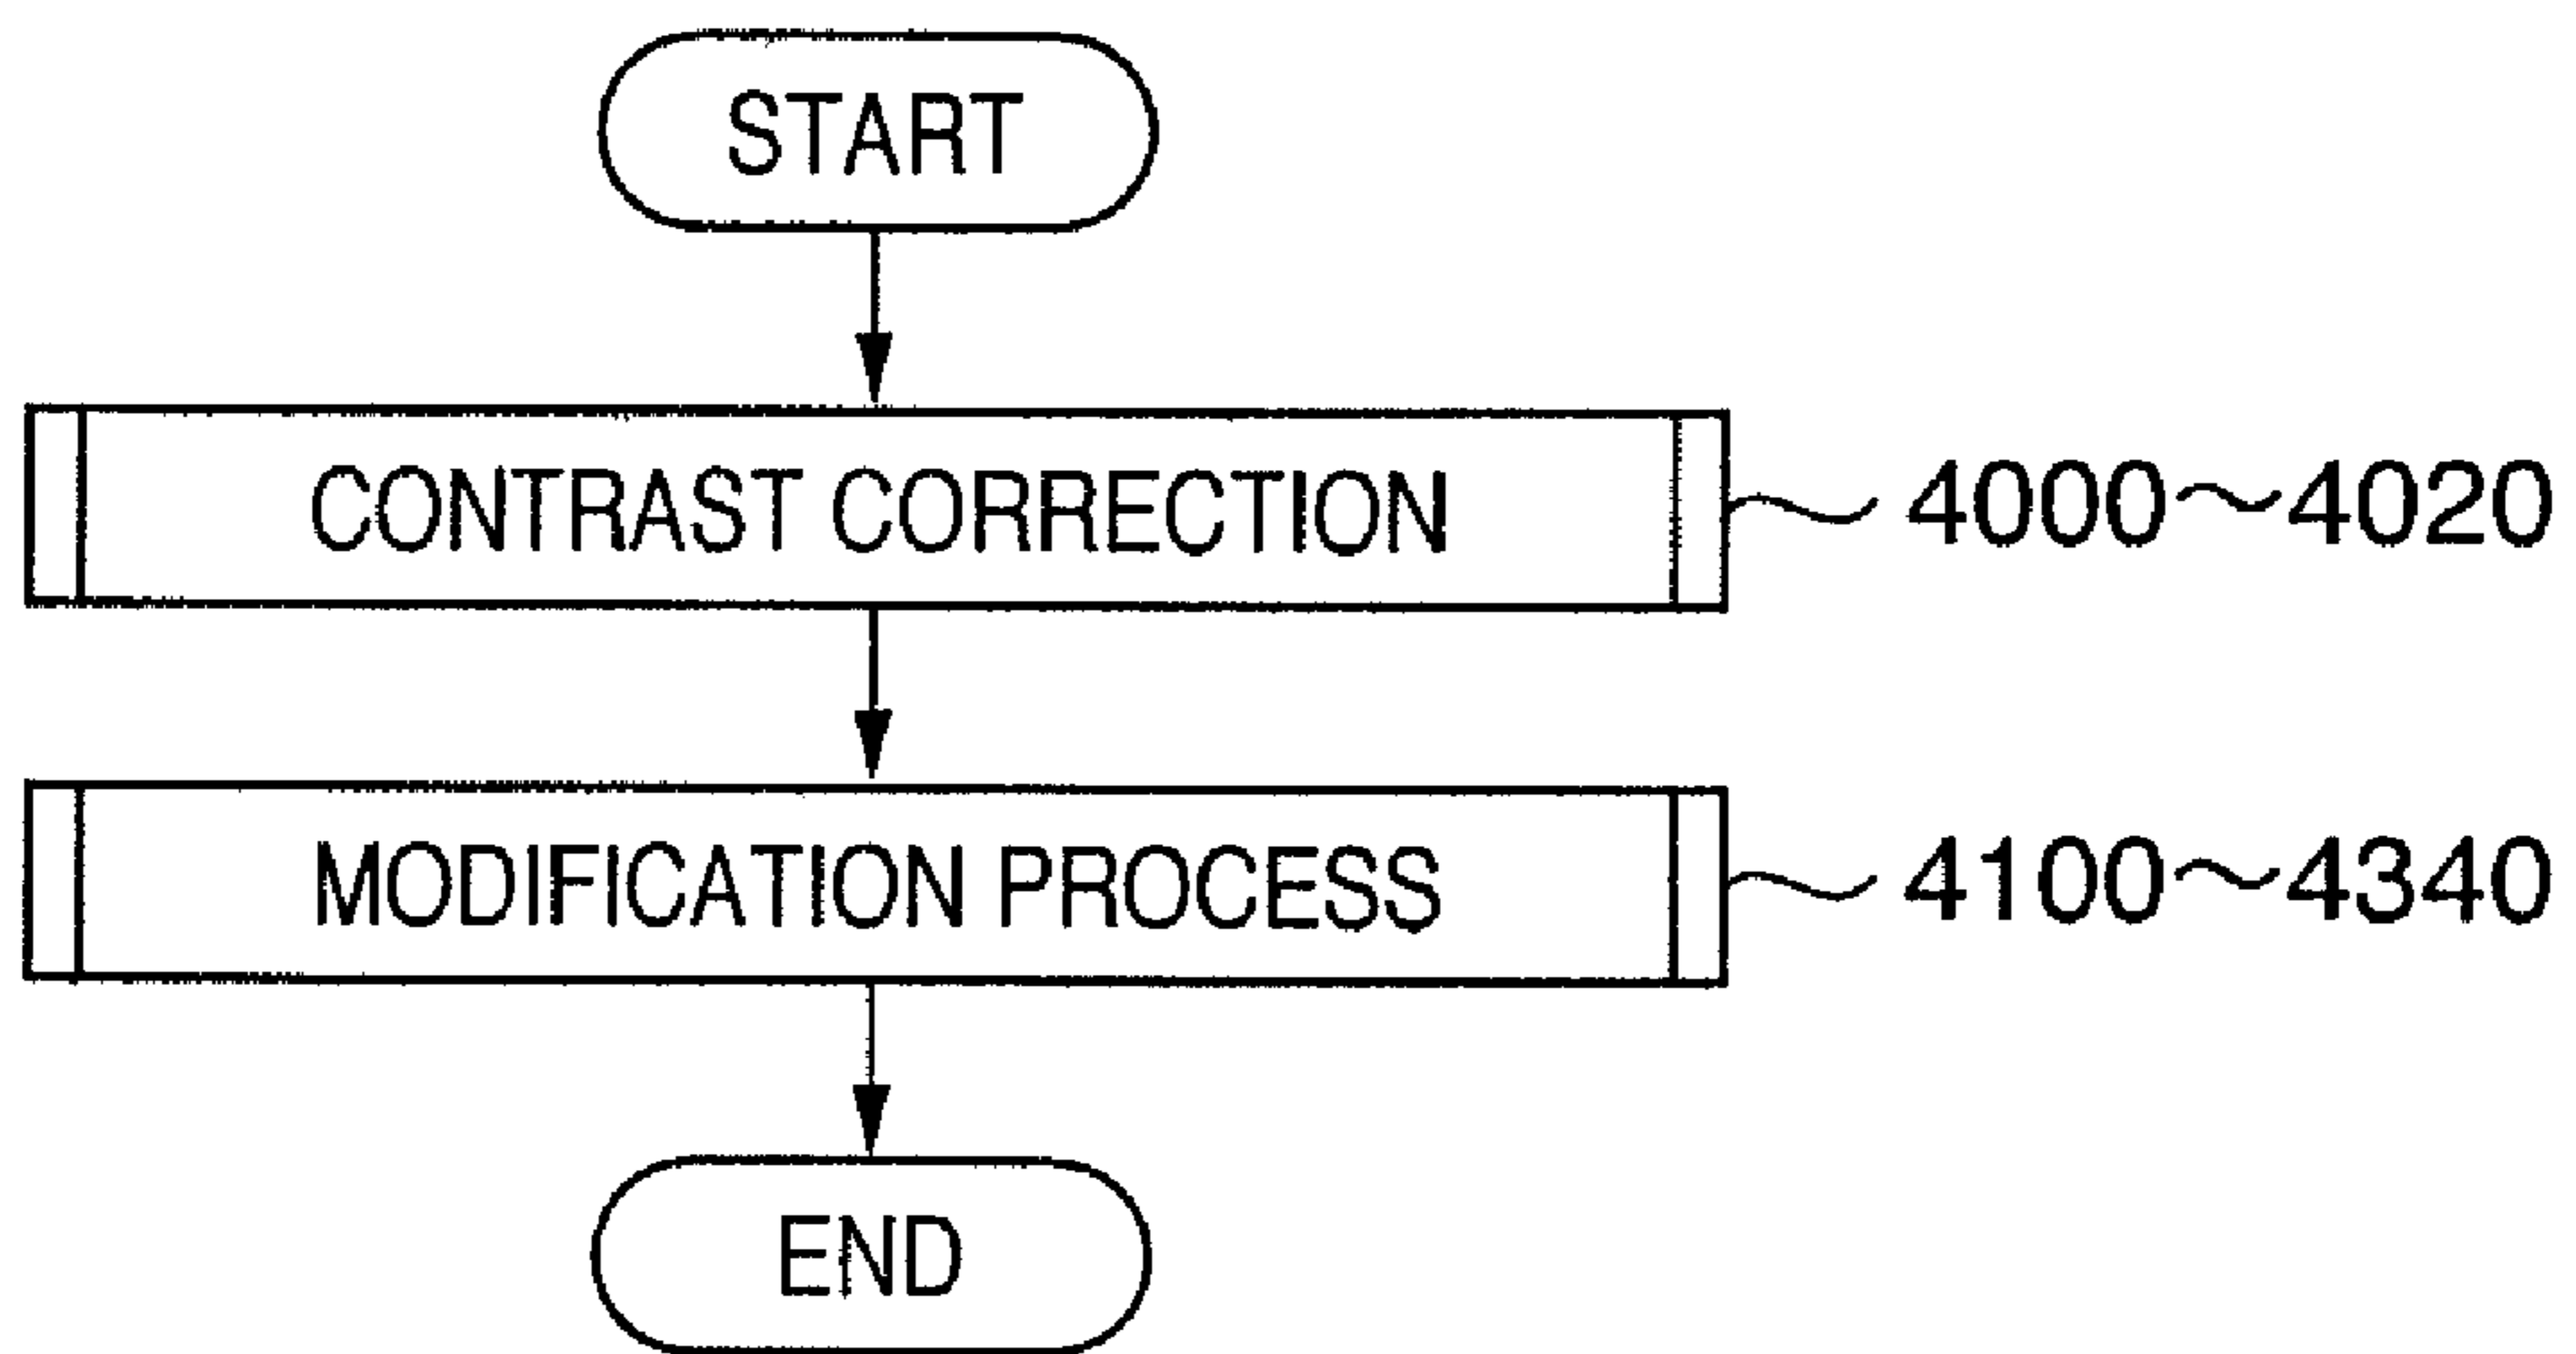 START
CONTRAST CORRECTION 4000~4020
MODIFICATION PROCESS 4100~4340
END